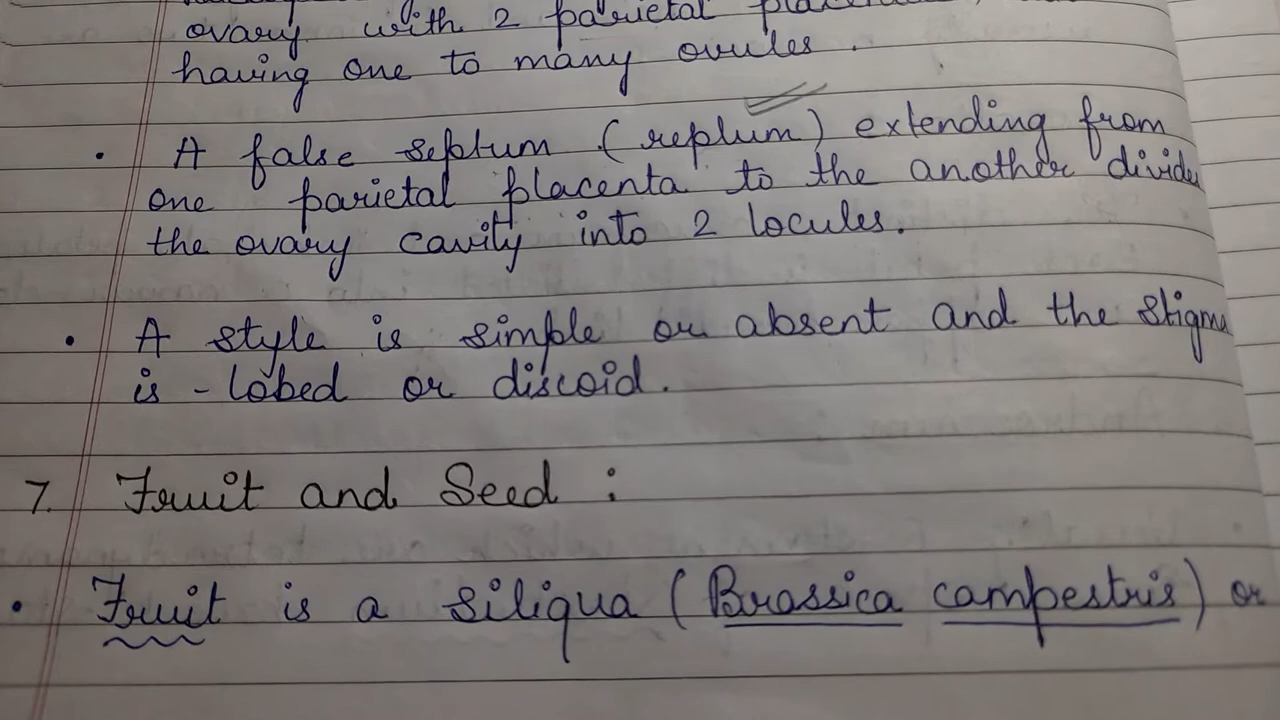 ovary with 2 parietal
having one to many ovules.
• A false septum (replum) extending from
one parietal placenta to the another divides
the ovary cavity into 2 locules.
• A style is simple or absent and the stigma
is - lobed or discoid.
7. Fruit and Seed :
• Fruit is a siliqua (Brassica campestris) or